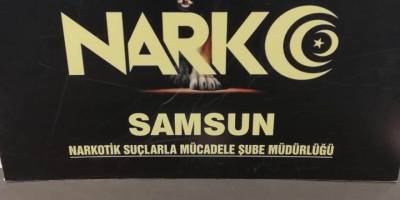 NARKO
SAMSUN
NARKOTİK SUÇLARLA MÜCADELE ŞUBE MÜDÜRLÜĞÜ